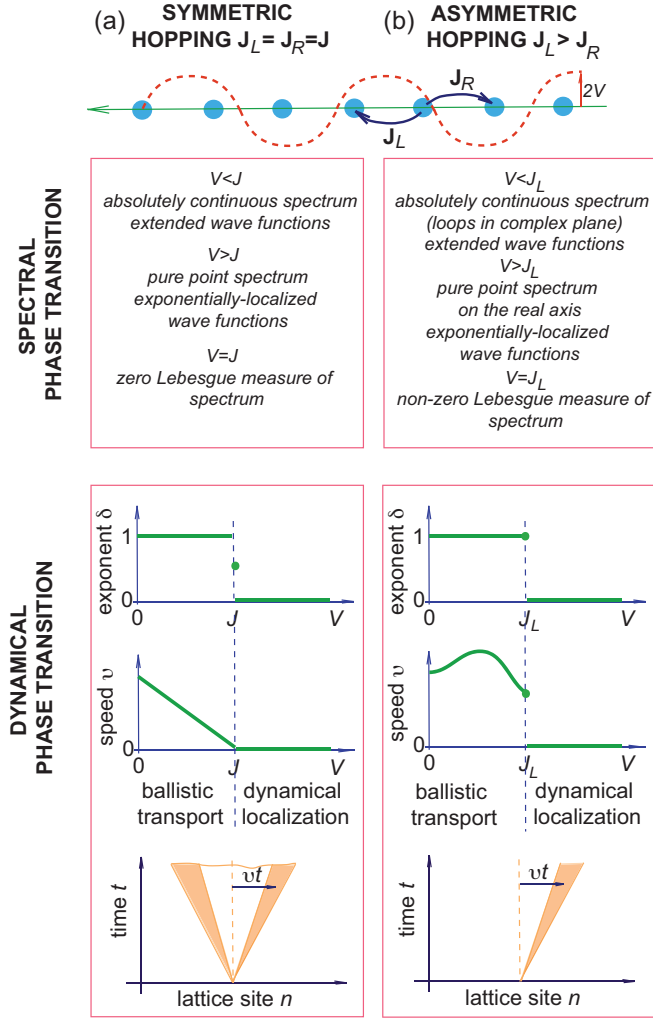 (a) SYMMETRIC
HOPPING J_L = J_R=J
(b) ASYMMETRIC
HOPPING J_L > J_R
J_R
2V
J_L
SPECTRAL
PHASE TRANSITION
V<J
absolutely continuous spectrum
extended wave functions
V>J
pure point spectrum
exponentially-localized
wave functions
V=J
zero Lebesgue measure of
spectrum
V<J_L
absolutely continuous spectrum
(loops in complex plane)
extended wave functions
V>J_L
pure point spectrum
on the real axis
exponentially-localized
wave functions
V=J_L
non-zero Lebesgue measure of
spectrum
DYNAMICAL
PHASE TRANSITION
exponent δ
1
0
0
J
V
speed υ
0
0
J
V
ballistic
transport
dynamical
localization
time t
υt
lattice site n
exponent δ
1
0
0
J_L
V
speed υ
0
0
J_L
V
ballistic
transport
dynamical
localization
time t
υt
lattice site n